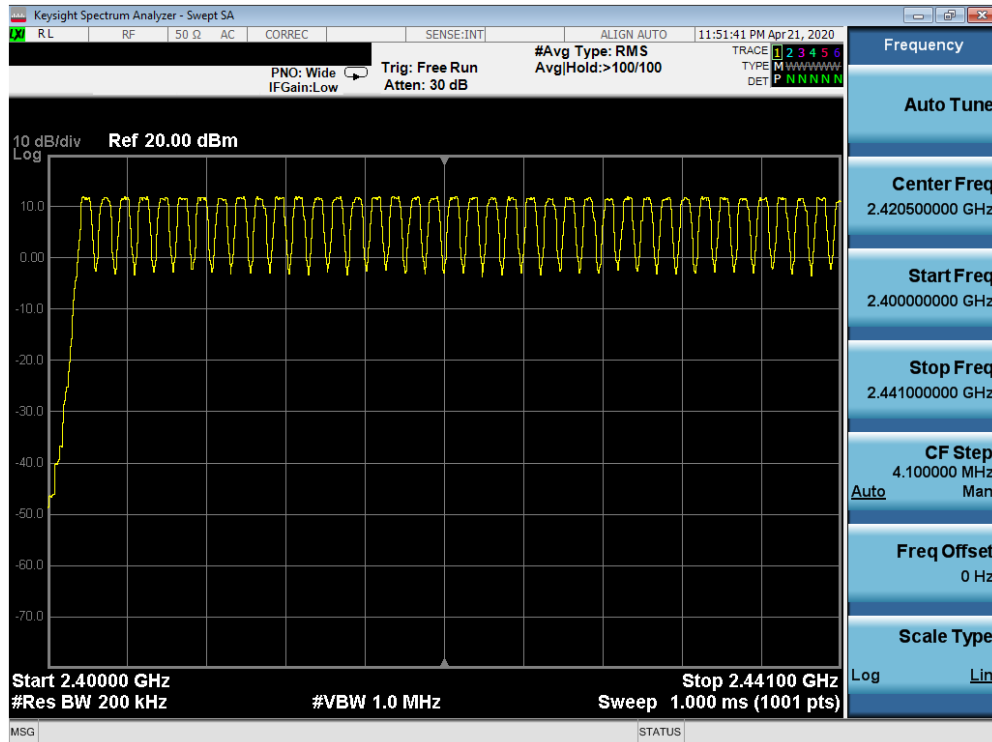 Keysight Spectrum Analyzer - Swept SA
LXI RL RF 50 Ω AC CORREC SENSE:INT ALIGN AUTO 11:51:41 PM Apr 21, 2020
Frequency
#Avg Type: RMS TRACE 1 2 3 4 5 6
PNO: Wide Trig: Free Run Avg|Hold:>100/100 TYPE M WWWWW
IFGain:Low Atten: 30 dB DET P N N N N N
Auto Tune
10 dB/div Ref 20.00 dBm
Log
10.0
0.00
-10.0
-20.0
-30.0
-40.0
-50.0
-60.0
-70.0
Center Freq
2.420500000 GHz
Start Freq
2.400000000 GHz
Stop Freq
2.441000000 GHz
CF Step
4.100000 MHz
Auto Man
Freq Offset
0 Hz
Scale Type
Log Lin
Start 2.40000 GHz Stop 2.44100 GHz
#Res BW 200 kHz #VBW 1.0 MHz Sweep 1.000 ms (1001 pts)
MSG STATUS